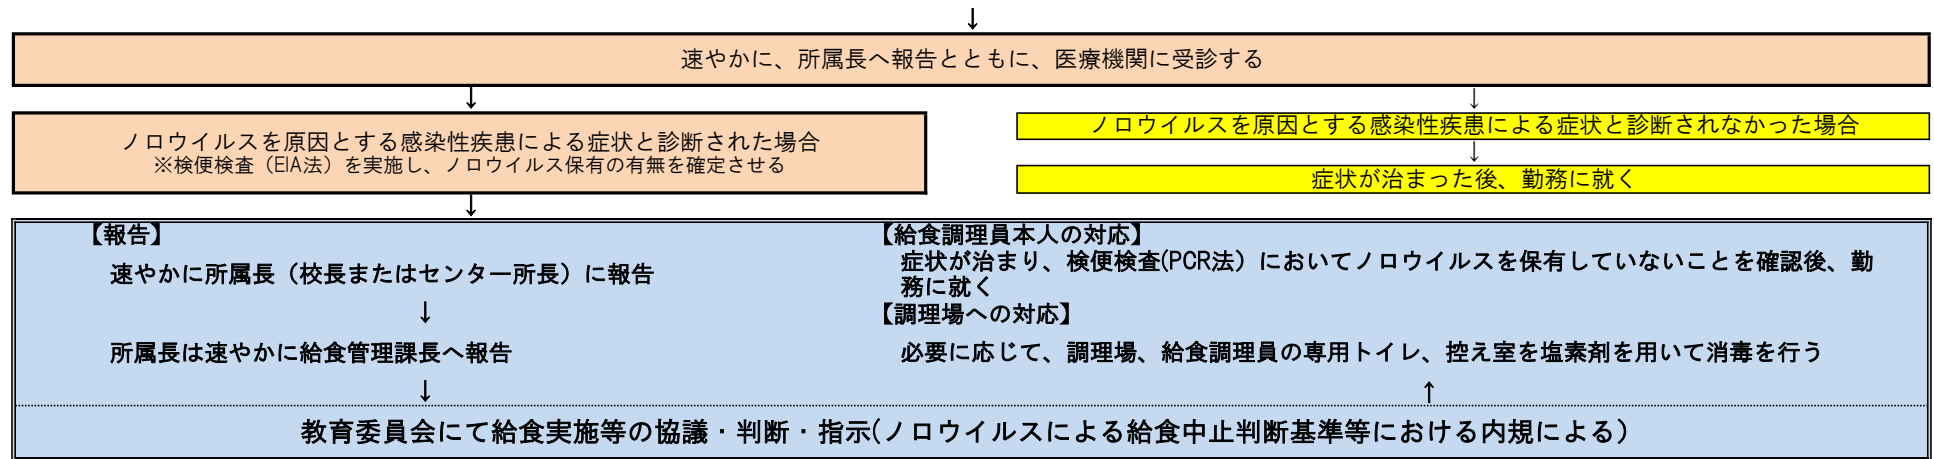 ↓
速やかに、所属長へ報告とともに、医療機関に受診する
↓
ノロウイルスを原因とする感染性疾患による症状と診断された場合
※検便検査（EIA法）を実施し、ノロウイルス保有の有無を確定させる
↓
ノロウイルスを原因とする感染性疾患による症状と診断されなかった場合
↓
症状が治まった後、勤務に就く
↓
【報告】
速やかに所属長（校長またはセンター所長）に報告
↓
所属長は速やかに給食管理課長へ報告
↓
【給食調理員本人の対応】
症状が治まり、検便検査(PCR法）においてノロウイルスを保有していないことを確認後、勤
務に就く
【調理場への対応】
必要に応じて、調理場、給食調理員の専用トイレ、控え室を塩素剤を用いて消毒を行う
↑
教育委員会にて給食実施等の協議・判断・指示(ノロウイルスによる給食中止判断基準等における内規による）